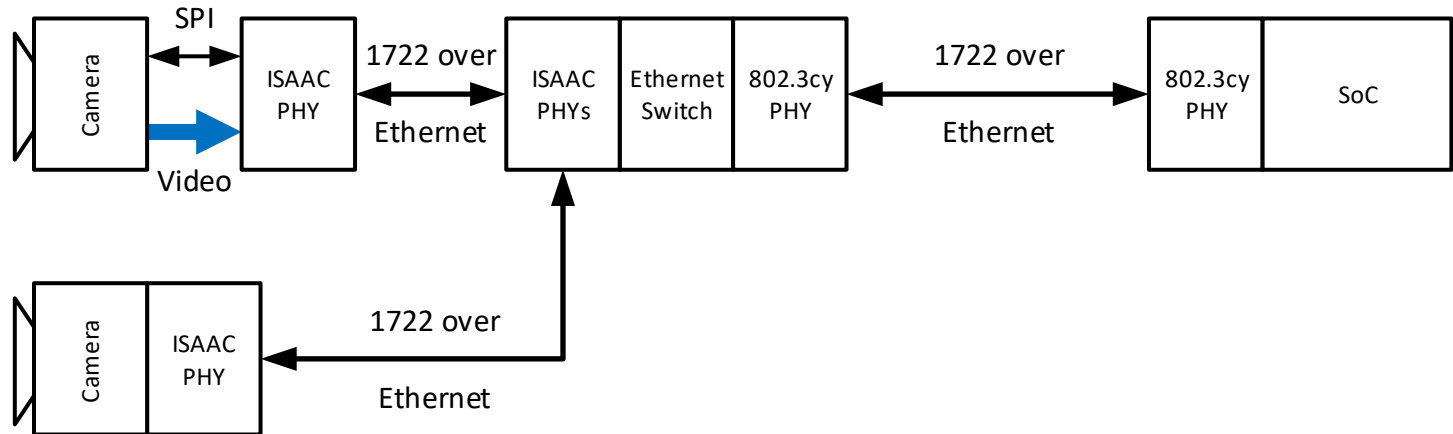 SPI
Camera
Video
ISAAC
PHY
1722 over
Ethernet
ISAAC
PHYs
Ethernet
Switch
802.3cy
PHY
1722 over
Ethernet
802.3cy
PHY
SoC
Camera
ISAAC
PHY
1722 over
Ethernet